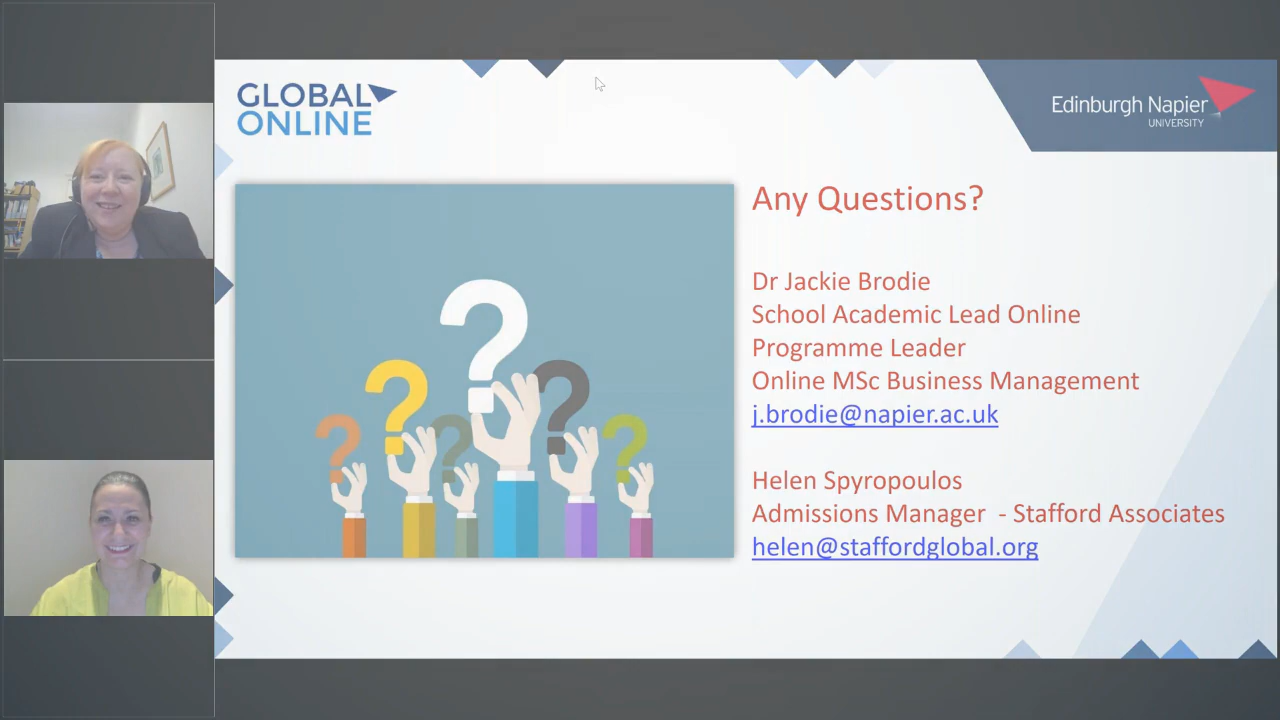 GLOBAL
ONLINE
Edinburgh Napier
UNIVERSITY
Any Questions?
Dr Jackie Brodie
School Academic Lead Online
Programme Leader
Online MSc Business Management
j.brodie@napier.ac.uk
Helen Spyropoulos
Admissions Manager - Stafford Associates
helen@staffordglobal.org